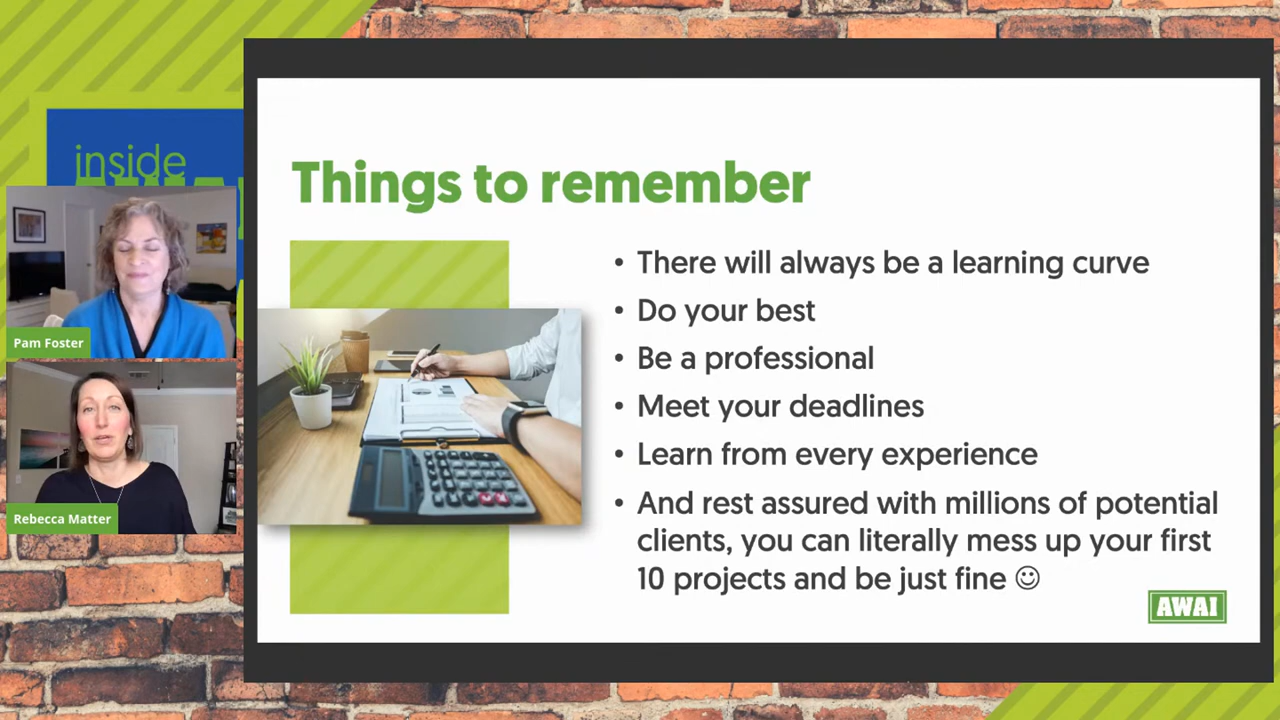 inside
Pam Foster
Rebecca Matter
Things to remember
• There will always be a learning curve
• Do your best
• Be a professional
• Meet your deadlines
• Learn from every experience
• And rest assured with millions of potential
clients, you can literally mess up your first
10 projects and be just fine ☺
AWAI